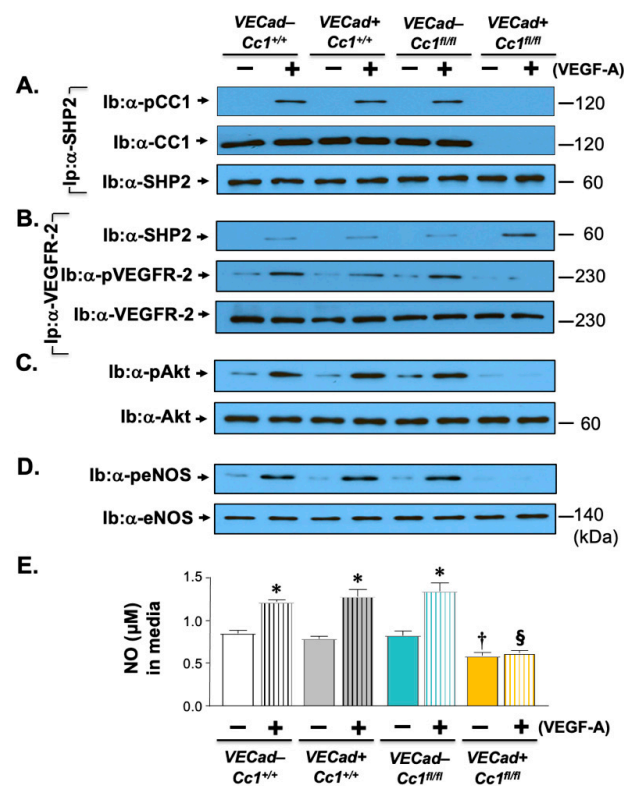 VECad– VECad+ VECad– VECad+
Cc1+/+ Cc1+/+ Cc1fl/fl Cc1fl/fl
– + – + – + – + (VEGF-A)
A.
Ip:α-SHP2
Ib:α-pCC1 –120
Ib:α-CC1 –120
Ib:α-SHP2 – 60
B.
Ip:α-VEGFR-2
Ib:α-SHP2 – 60
Ib:α-pVEGFR-2 –230
Ib:α-VEGFR-2 –230
C.
Ib:α-pAkt
Ib:α-Akt – 60
D.
Ib:α-peNOS
Ib:α-eNOS –140
(kDa)
E.
NO (µM)
in media
1.5
1.0
0.5
0.0
* * * † §
– + – + – + – + (VEGF-A)
VECad– VECad+ VECad– VECad+
Cc1+/+ Cc1+/+ Cc1fl/fl Cc1fl/fl